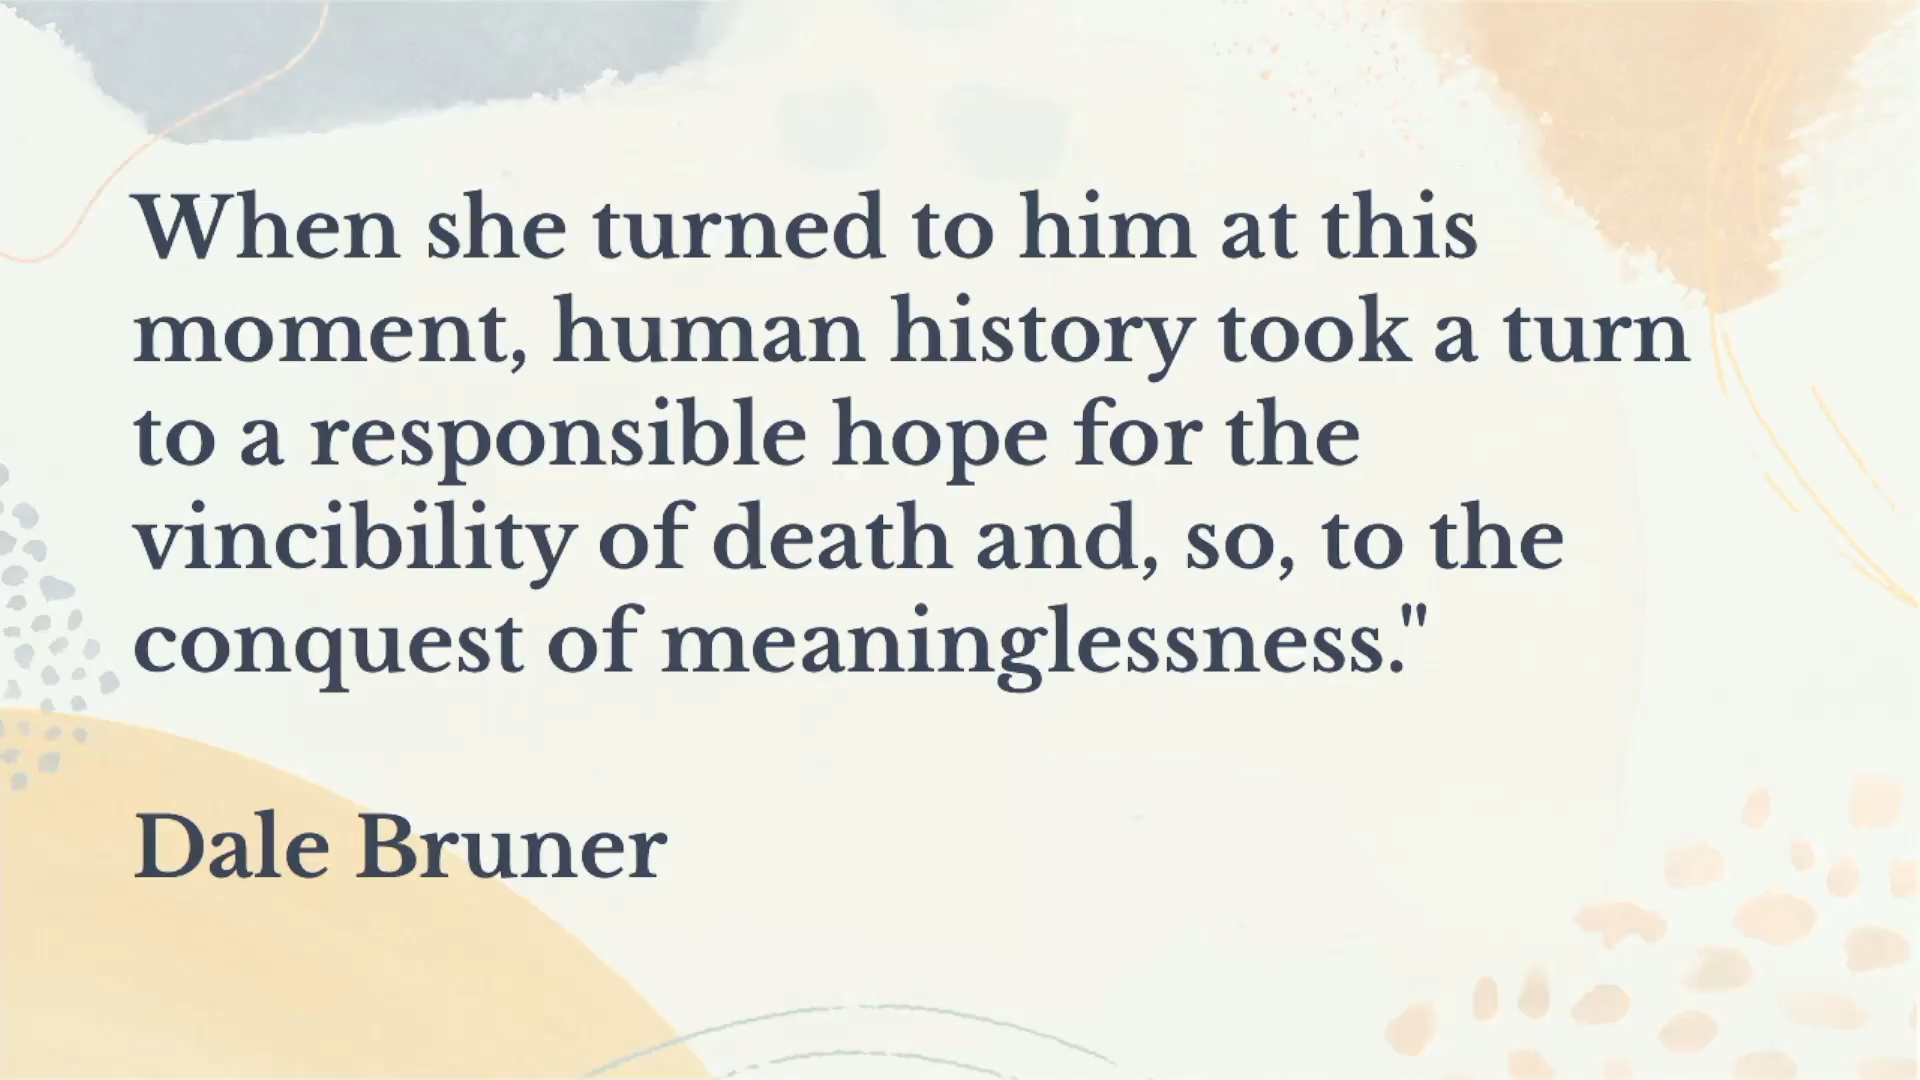 When she turned to him at this
moment, human history took a turn
to a responsible hope for the
vincibility of death and, so, to the
conquest of meaninglessness."
Dale Bruner